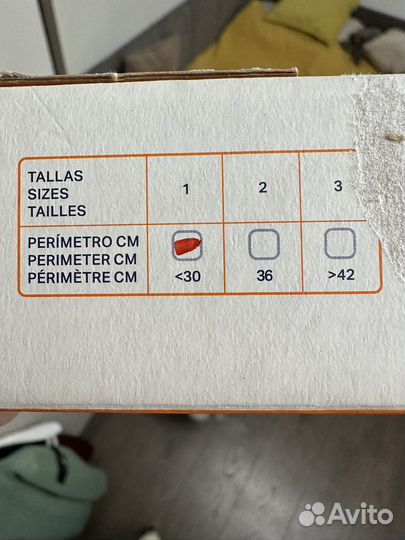 TALLAS
SIZES
TAILLES
1
2
3
PERÍMETRO CM
PERIMETER CM
PÉRIMÈTRE CM
<30
36
>42
Avito